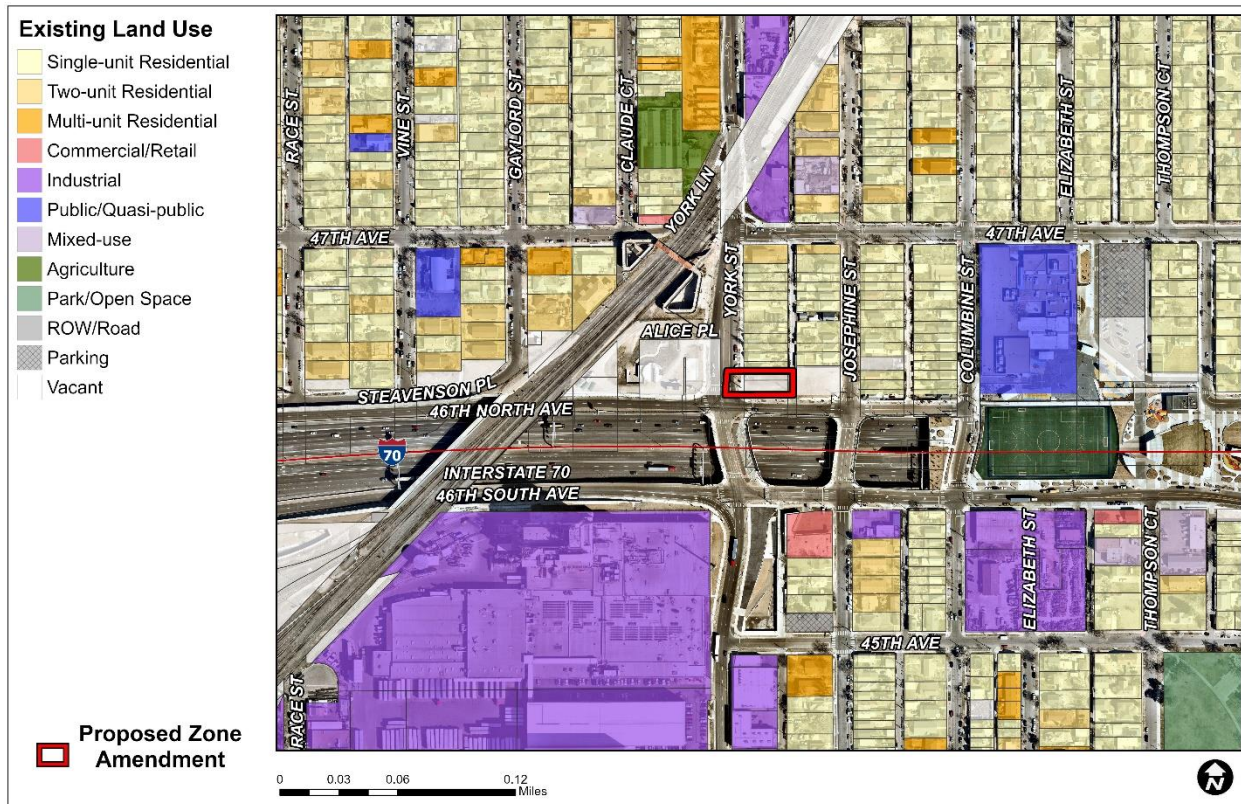 Existing Land Use
Single-unit Residential
Two-unit Residential
Multi-unit Residential
Commercial/Retail
Industrial
Public/Quasi-public
Mixed-use
Agriculture
Park/Open Space
ROW/Road
Parking
Vacant
Proposed Zone
Amendment
RACE ST
VINE ST
GAYLORD ST
CLAUDE CT
YORK LN
ELIZABETH ST
THOMPSON CT
47TH AVE
47TH AVE
YORK ST
JOSEPHINE ST
COLUMBINE ST
ALICE PL
STEAVENSON PL
46TH NORTH AVE
70
INTERSTATE 70
46TH SOUTH AVE
ELIZABETH ST
THOMPSON CT
45TH AVE
RACE ST
0 0.03 0.06 0.12
Miles
N